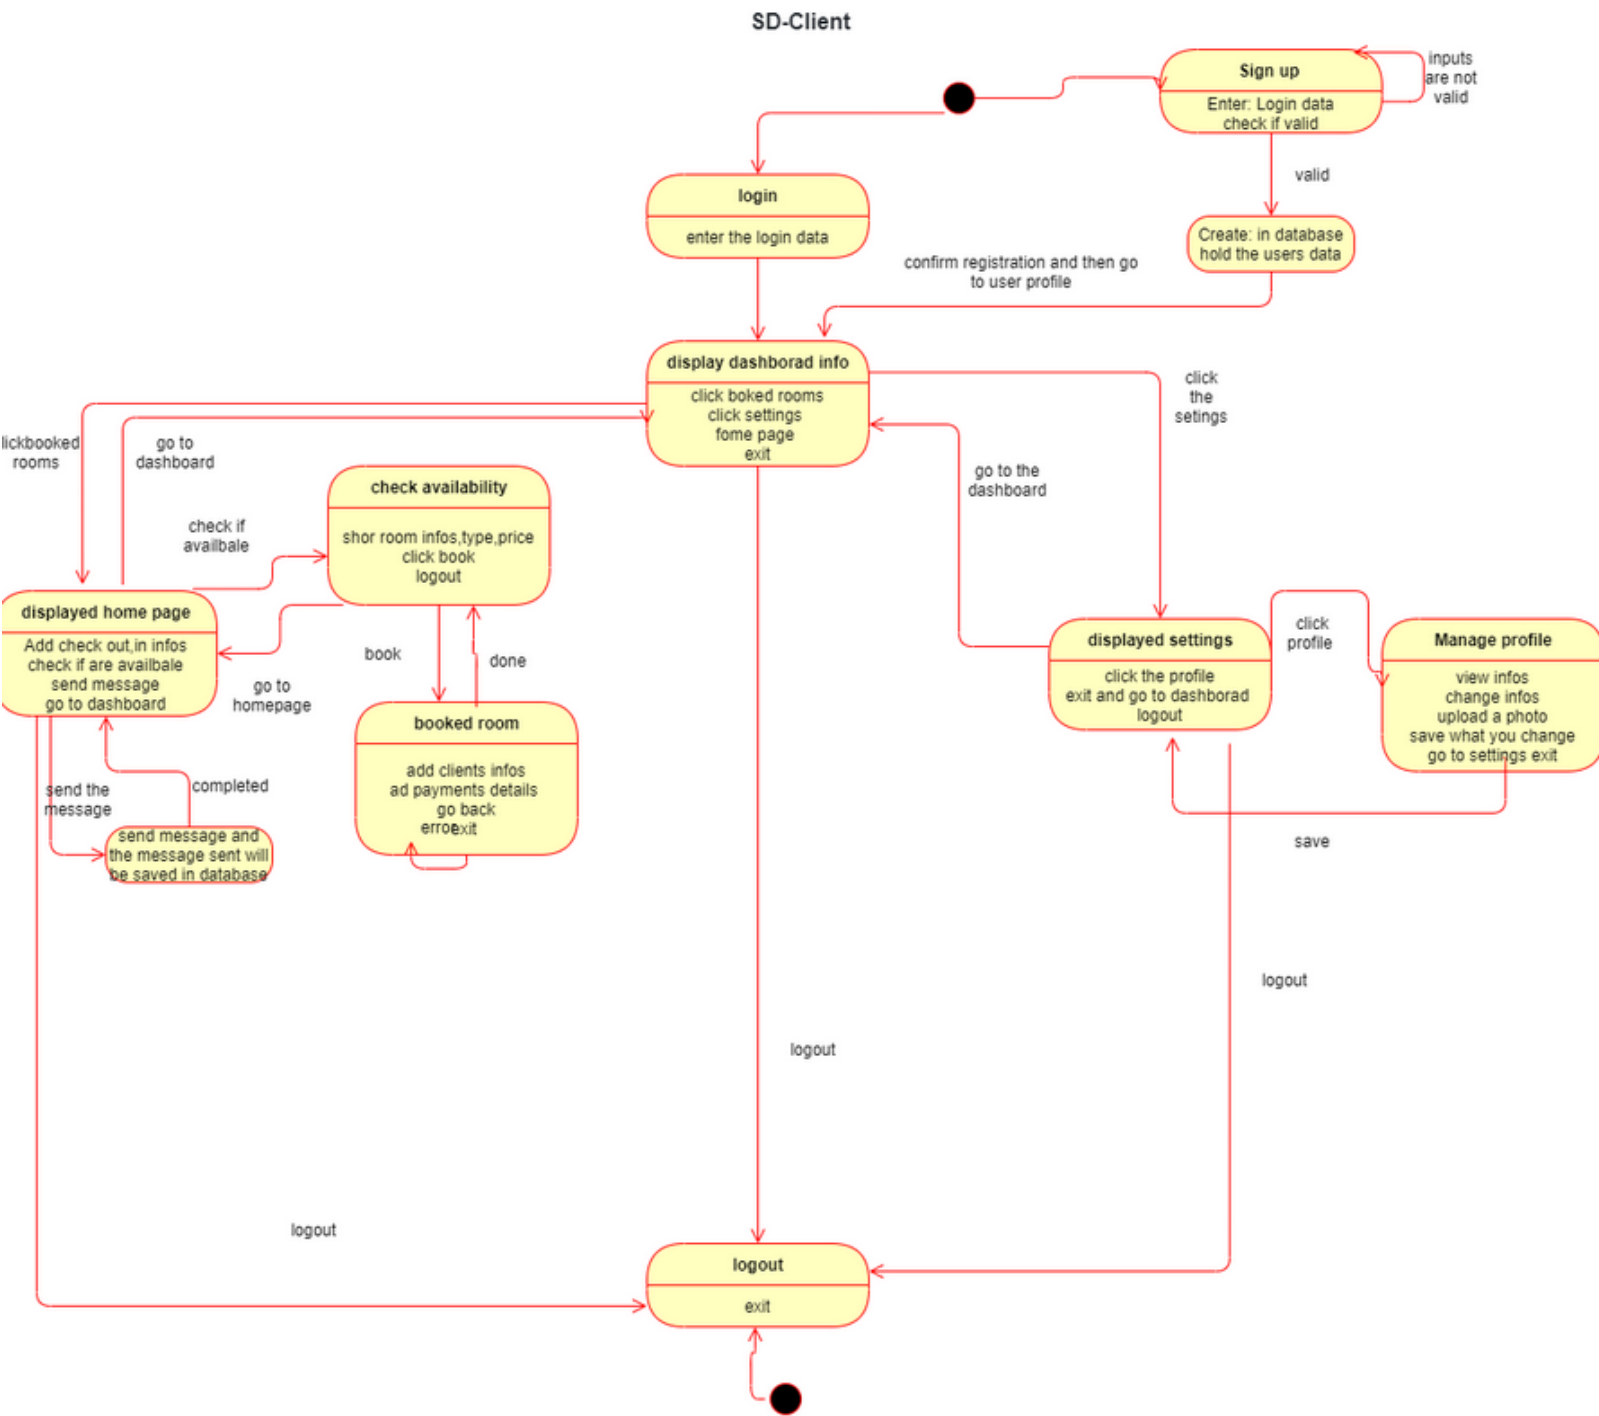 SD-Client
Sign up
Enter: Login data
check if valid
inputs
are not
valid
valid
login
enter the login data
Create: in database
hold the users data
confirm registration and then go
to user profile
display dashborad info
click boked rooms
click settings
fome page
exit
click
the
setings
lickbooked
rooms
go to
dashboard
go to the
dashboard
check availability
shor room infos,type,price
click book
logout
check if
availbale
displayed home page
Add check out,in infos
check if are availbale
send message
go to dashboard
displayed settings
click the profile
exit and go to dashborad
logout
click
profile
Manage profile
view infos
change infos
upload a photo
save what you change
go to settings exit
book
done
go to
homepage
booked room
add clients infos
ad payments details
go back
error
exit
send the
message
completed
send message and
the message sent will
be saved in database
save
logout
logout
logout
logout
exit